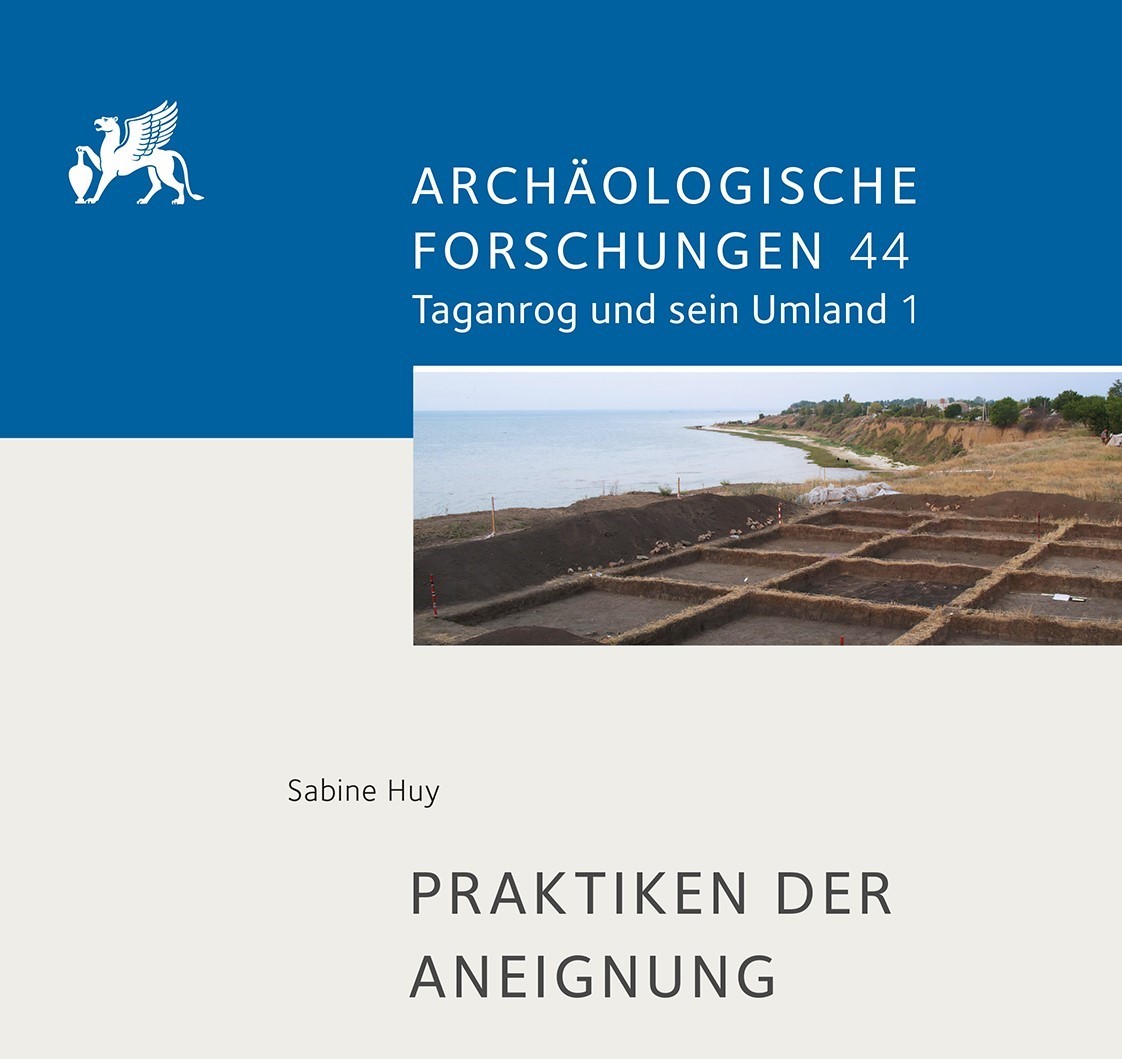 ARCHÄOLOGISCHE
FORSCHUNGEN 44
Taganrog und sein Umland 1
Sabine Huy
PRAKTIKEN DER
ANEIGNUNG